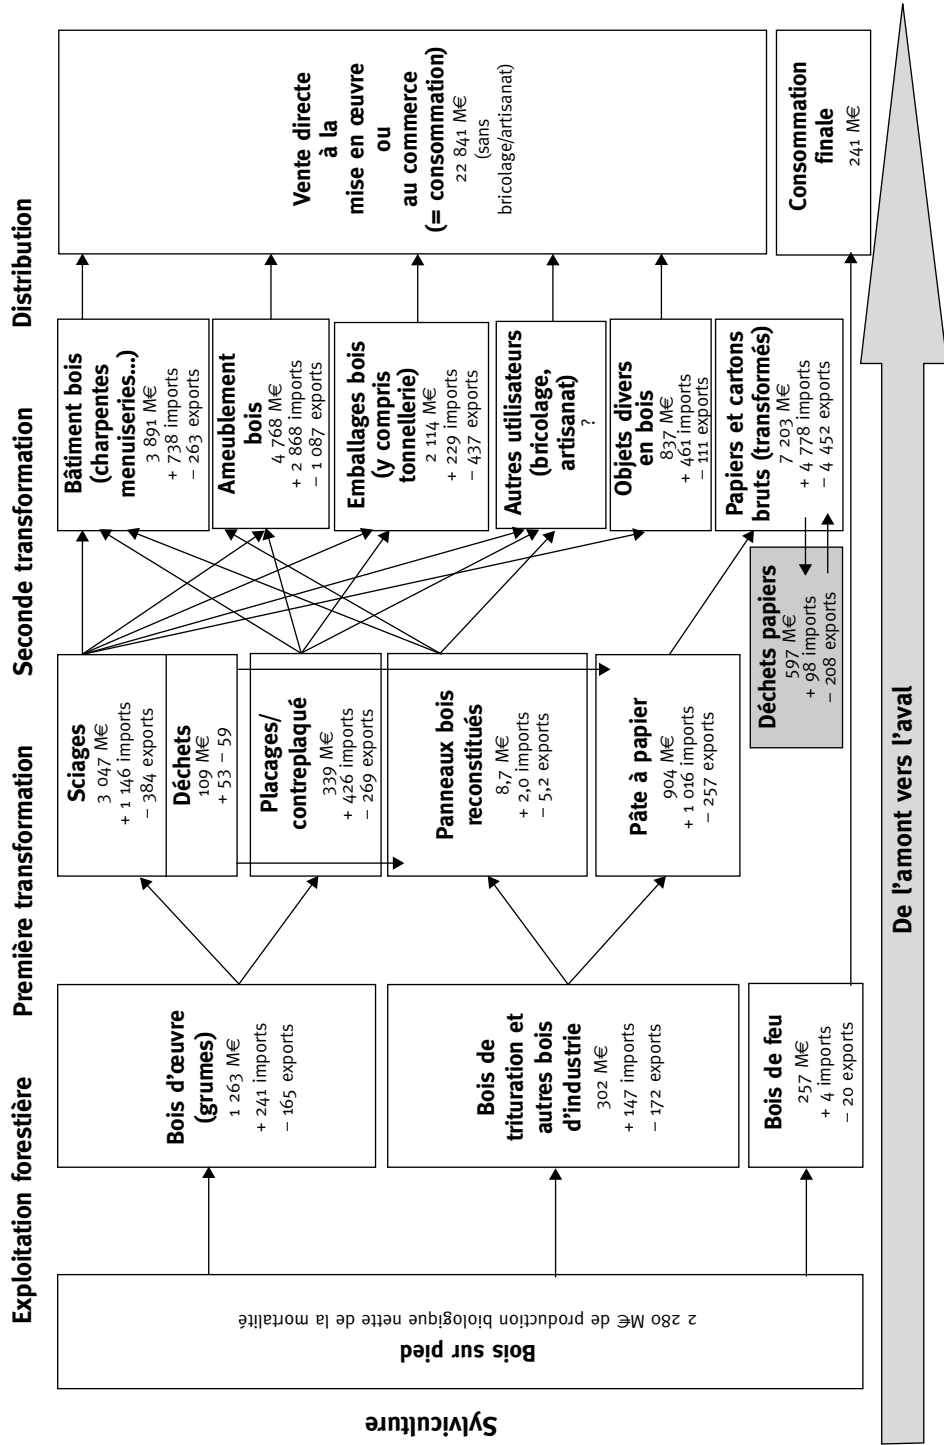 Sylviculture
Exploitation forestière
Première transformation
Seconde transformation
Distribution
Bois sur pied
2 280 M€ de production biologique nette de la mortalité
Bois d'œuvre
(grumes)
1 263 M€
+ 241 imports
– 165 exports
Bois de
trituration et
autres bois
d'industrie
302 M€
+ 147 imports
– 172 exports
Bois de feu
257 M€
+ 4 imports
– 20 exports
Sciages
3 047 M€
+ 1 146 imports
– 384 exports
Déchets
109 M€
+ 53 – 59
Placages/
contreplaqué
339 M€
+ 426 imports
– 269 exports
Panneaux bois
reconstitués
8,7 M€
+ 2,0 imports
– 5,2 exports
Pâte à papier
904 M€
+ 1 016 imports
– 257 exports
Bâtiment bois
(charpentes
menuiseries...)
3 891 M€
+ 738 imports
– 263 exports
Ameublement
bois
4 768 M€
+ 2 868 imports
– 1 087 exports
Emballages bois
(y compris
tonnellerie)
2 114 M€
+ 229 imports
– 437 exports
Autres utilisateurs
(bricolage,
artisanat)
?
Objets divers
en bois
837 M€
+ 461 imports
– 111 exports
Papiers et cartons
bruts (transformés)
7 203 M€
+ 4 778 imports
– 4 452 exports
Déchets papiers
597 M€
+ 98 imports
– 208 exports
Vente directe
à la
mise en œuvre
ou
au commerce
(= consommation)
22 841 M€
(sans
bricolage/artisanat)
Consommation
finale
241 M€
De l'amont vers l'aval